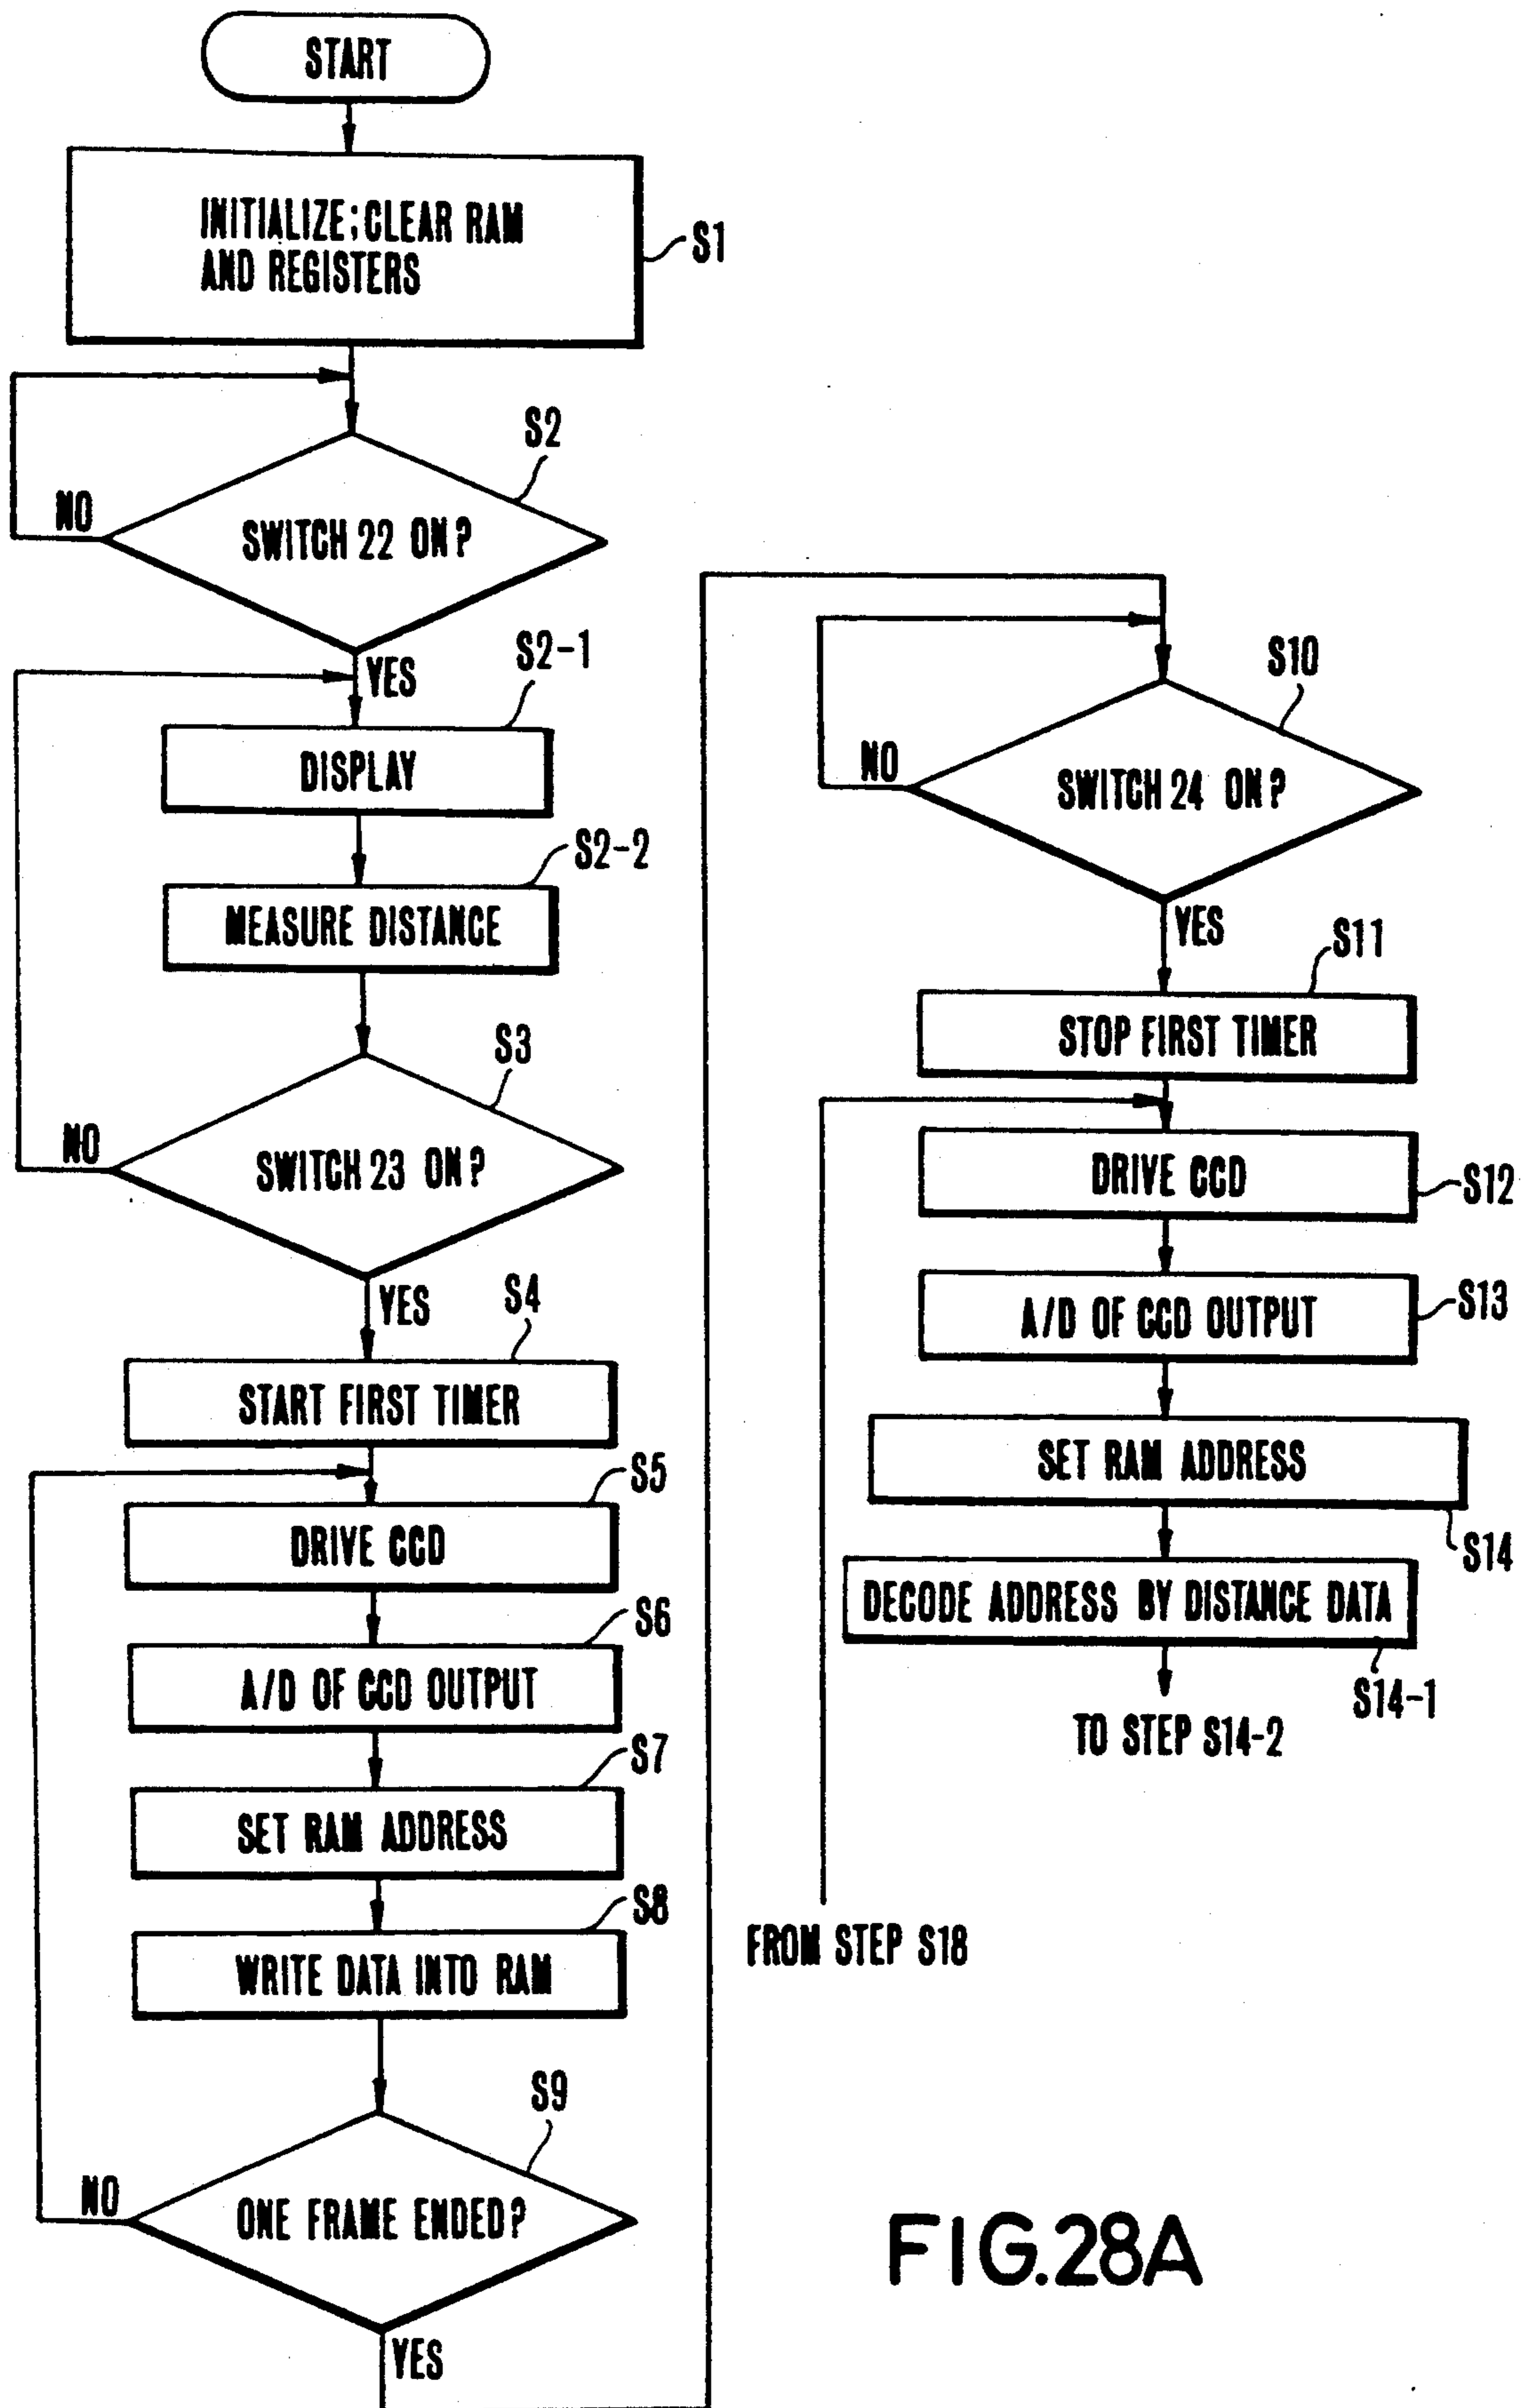 START
INITIALIZE; CLEAR RAM
AND REGISTERS
S1
S2
NO
SWITCH 22 ON?
YES
S2-1
DISPLAY
S2-2
MEASURE DISTANCE
S3
NO
SWITCH 23 ON?
YES
S4
START FIRST TIMER
S5
DRIVE CCD
S6
A/D OF CCD OUTPUT
S7
SET RAM ADDRESS
S8
WRITE DATA INTO RAM
S9
NO
ONE FRAME ENDED?
YES
S10
NO
SWITCH 24 ON?
YES
S11
STOP FIRST TIMER
DRIVE CCD
S12
A/D OF CCD OUTPUT
S13
SET RAM ADDRESS
S14
DECODE ADDRESS BY DISTANCE DATA
S14-1
TO STEP S14-2
FROM STEP S18
FIG.28A